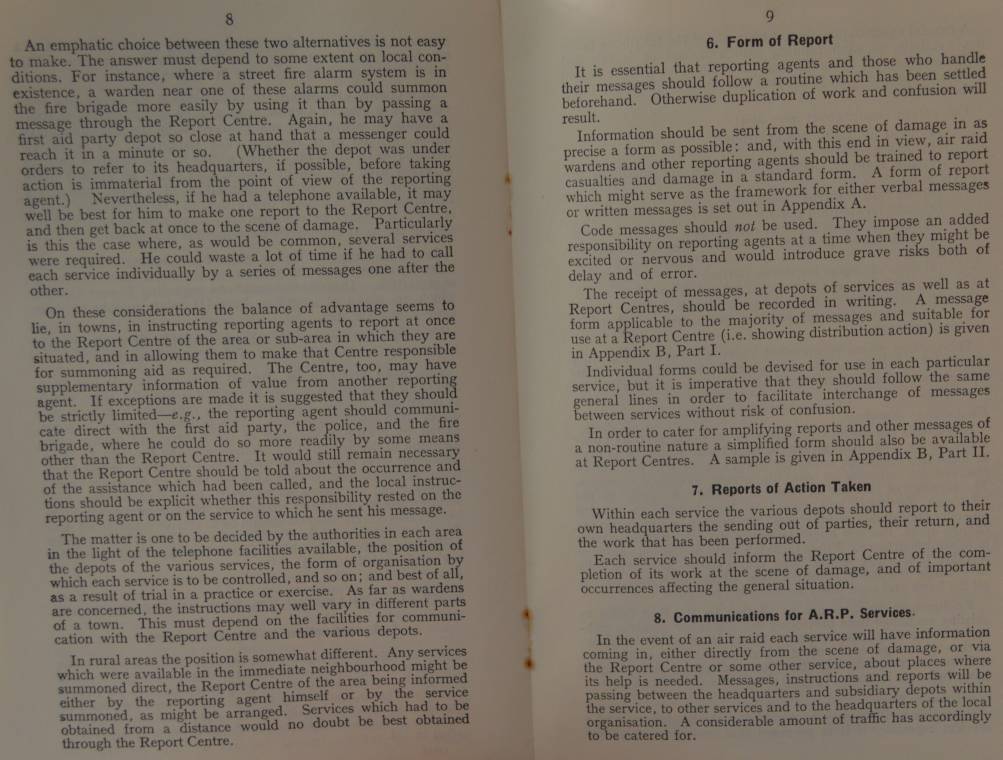 8
An emphatic choice between these two alternatives is not easy
to make. The answer must depend to some extent on local con-
ditions. For instance, where a street fire alarm system is in
existence, a warden near one of these alarms could summon
the fire brigade more easily by using it than by passing a
message through the Report Centre. Again, he may have a
first aid party depot so close at hand that a messenger could
reach it in a minute or so. (Whether the depot was under
orders to refer to its headquarters, if possible, before taking
action is immaterial from the point of view of the reporting
agent.) Nevertheless, if he had a telephone available, it may
well be best for him to make one report to the Report Centre,
and then get back at once to the scene of damage. Particularly
is this the case where, as would be common, several services
were required. He could waste a lot of time if he had to call
each service individually by a series of messages one after the
other.
On these considerations the balance of advantage seems to
lie, in towns, in instructing reporting agents to report at once
to the Report Centre of the area or sub-area in which they are
situated, and in allowing them to make that Centre responsible
for summoning aid as required. The Centre, too, may have
supplementary information of value from another reporting
agent. If exceptions are made it is suggested that they should
be strictly limited—e.g., the reporting agent should communi-
cate direct with the first aid party, the police, and the fire
brigade, where he could do so more readily by some means
other than the Report Centre. It would still remain necessary
that the Report Centre should be told about the occurrence and
of the assistance which had been called, and the local instruc-
tions should be explicit whether this responsibility rested on the
reporting agent or on the service to which he sent his message.
The matter is one to be decided by the authorities in each area
in the light of the telephone facilities available, the position of
the depots of the various services, the form of organisation by
which each service is to be controlled, and so on; and best of all,
as a result of trial in a practice or exercise. As far as wardens
are concerned, the instructions may well vary in different parts
of a town. This must depend on the facilities for communi-
cation with the Report Centre and the various depots.
In rural areas the position is somewhat different. Any services
which were available in the immediate neighbourhood might be
summoned direct, the Report Centre of the area being informed
either by the reporting agent himself or by the service
summoned, as might be arranged. Services which had to be
obtained from a distance would no doubt be best obtained
through the Report Centre.
9
6. Form of Report
It is essential that reporting agents and those who handle
their messages should follow a routine which has been settled
beforehand. Otherwise duplication of work and confusion will
result.
Information should be sent from the scene of damage in as
precise a form as possible: and, with this end in view, air raid
wardens and other reporting agents should be trained to report
casualties and damage in a standard form. A form of report
which might serve as the framework for either verbal messages
or written messages is set out in Appendix A.
Code messages should not be used. They impose an added
responsibility on reporting agents at a time when they might be
excited or nervous and would introduce grave risks both of
delay and of error.
The receipt of messages, at depots of services as well as at
Report Centres, should be recorded in writing. A message
form applicable to the majority of messages and suitable for
use at a Report Centre (i.e. showing distribution action) is given
in Appendix B, Part I.
Individual forms could be devised for use in each particular
service, but it is imperative that they should follow the same
general lines in order to facilitate interchange of messages
between services without risk of confusion.
In order to cater for amplifying reports and other messages of
a non-routine nature a simplified form should also be available
at Report Centres. A sample is given in Appendix B, Part II.
7. Reports of Action Taken
Within each service the various depots should report to their
own headquarters the sending out of parties, their return, and
the work that has been performed.
Each service should inform the Report Centre of the com-
pletion of its work at the scene of damage, and of important
occurrences affecting the general situation.
8. Communications for A.R.P. Services.
In the event of an air raid each service will have information
coming in, either directly from the scene of damage, or via
the Report Centre or some other service, about places where
its help is needed. Messages, instructions and reports will be
passing between the headquarters and subsidiary depots within
the service, to other services and to the headquarters of the local
organisation. A considerable amount of traffic has accordingly
to be catered for.